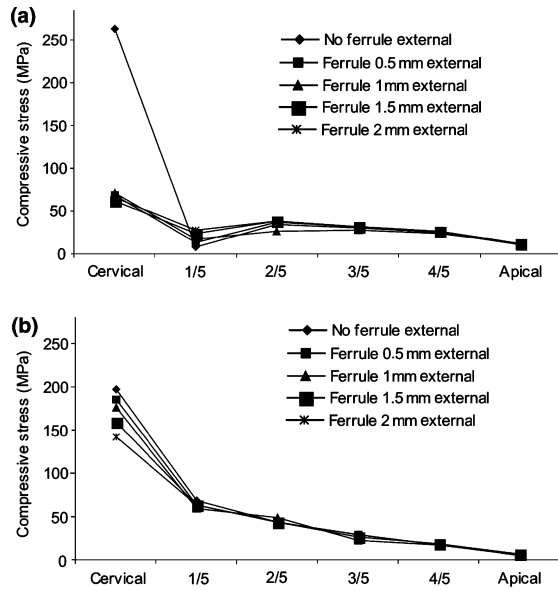 (a)
Compressive stress (MPa)
250
200
150
100
50
0
No ferrule external
Ferrule 0.5 mm external
Ferrule 1mm external
Ferrule 1.5 mm external
Ferrule 2 mm external
Cervical 1/5 2/5 3/5 4/5 Apical
(b)
Compressive stress (MPa)
250
200
150
100
50
0
No ferrule external
Ferrule 0.5 mm external
Ferrule 1mm external
Ferrule 1.5 mm external
Ferrule 2 mm external
Cervical 1/5 2/5 3/5 4/5 Apical